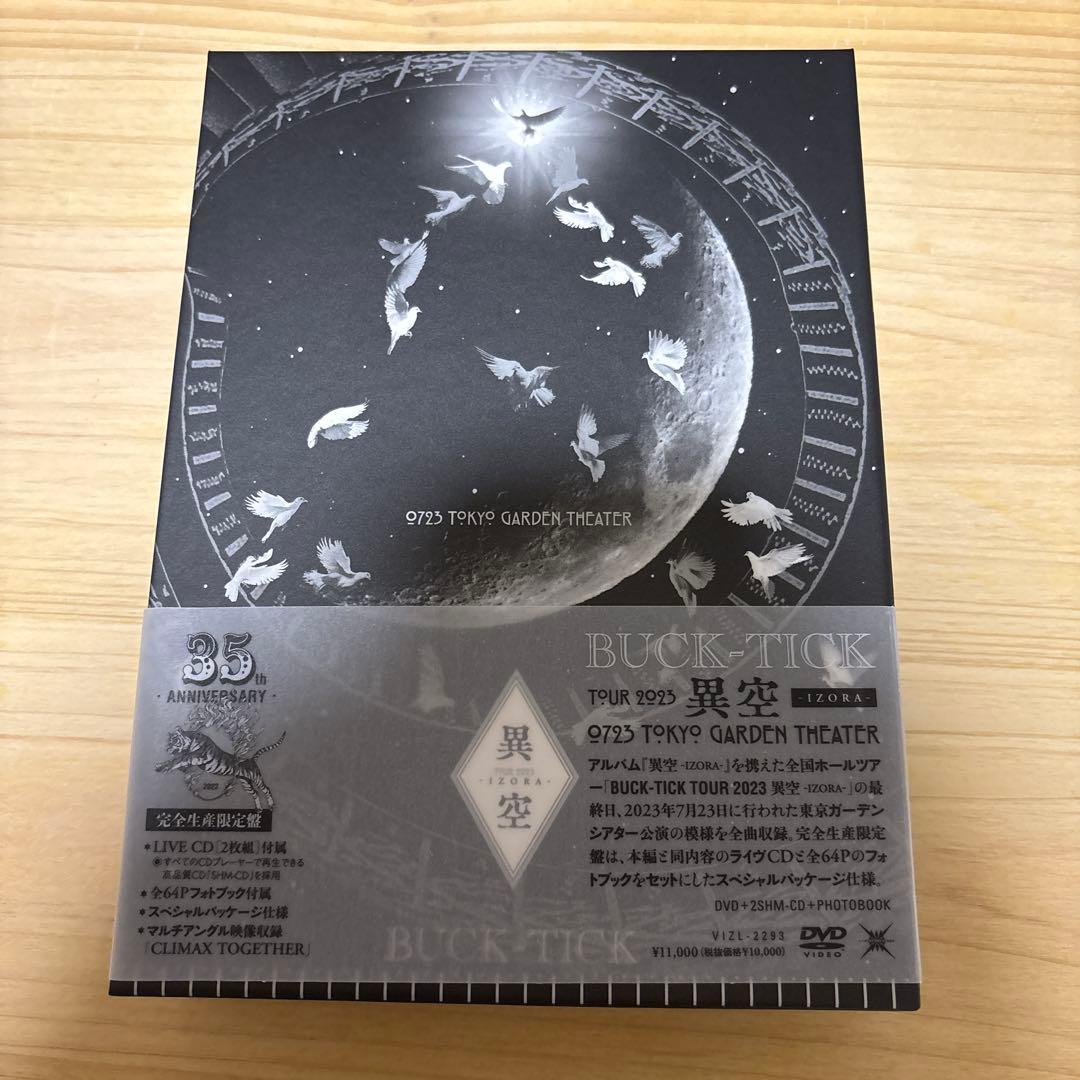 0723 TOKYO GARDEN THEATER
35th
・ANNIVERSARY・
2022
完全生産限定盤
*LIVE CD[2枚組]付属
◉すべてのCDプレーヤーで再生できる
高品質CD「SHM-CD」を採用
*全64Pフォトブック付属
*スペシャルパッケージ仕様
*マルチアングル映像収録
「CLIMAX TOGETHER」
異
TOUR 2023
-IZORA-
空
BUCK-TICK
BUCK-TICK
TOUR 2023 異空 -IZORA-
0723 TOKYO GARDEN THEATER
アルバム『異空 -IZORA-』を携えた全国ホールツア
ー「BUCK-TICK TOUR 2023 異空 -IZORA-」の最
終日、2023年7月23日に行われた東京ガーデン
シアター公演の模様を全曲収録。完全生産限定
盤は、本編と同内容のライヴCDと全64Pのフォ
トブックをセットにしたスペシャルパッケージ仕様。
DVD+2SHM-CD+PHOTOBOOK
VIZL-2293
¥11,000(税抜価格¥10,000)
DVD
VIDEO